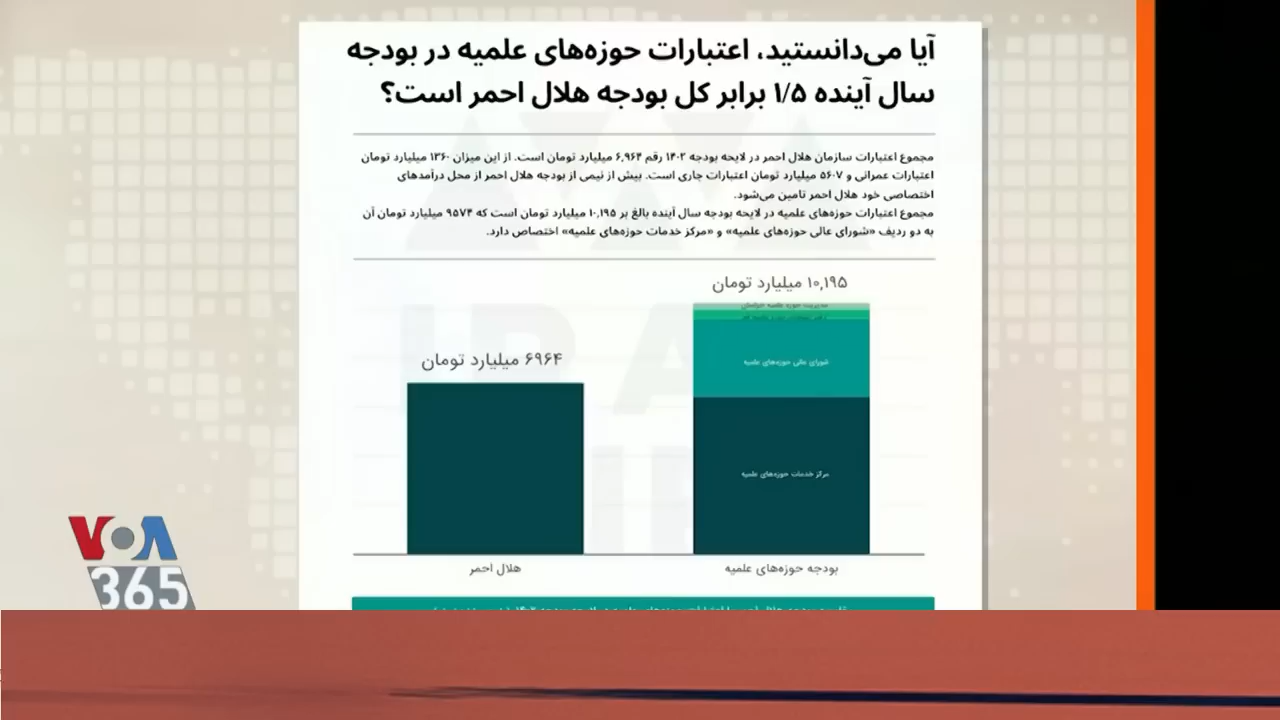 آیا می‌دانستید، اعتبارات حوزه‌های علمیه در بودجه
سال آینده ۱/۵ برابر کل بودجه هلال احمر است؟
مجموع اعتبارات سازمان هلال احمر در لایحه بودجه ۱۴۰۲ رقم ۶,۹۶۴ میلیارد تومان است. از این میزان ۱۳۶۰ میلیارد تومان
اعتبارات عمرانی و ۵۶۰۷ میلیارد تومان اعتبارات جاری است. بیش از نیمی از بودجه هلال احمر از محل درآمدهای
اختصاصی خود هلال احمر تامین می‌شود.
مجموع اعتبارات حوزه‌های علمیه در لایحه بودجه سال آینده بالغ بر ۱۰,۱۹۵ میلیارد تومان است که ۹۵۷۴ میلیارد تومان آن
به دو ردیف «شورای عالی حوزه‌های علمیه» و «مرکز خدمات حوزه‌های علمیه» اختصاص دارد.
۱۰,۱۹۵ میلیارد تومان
مدیریت حوزه علمیه خراسان
شورای عالی حوزه‌های علمیه
۶۹۶۴ میلیارد تومان
مرکز خدمات حوزه‌های علمیه
بودجه حوزه‌های علمیه
هلال احمر
VOA
365